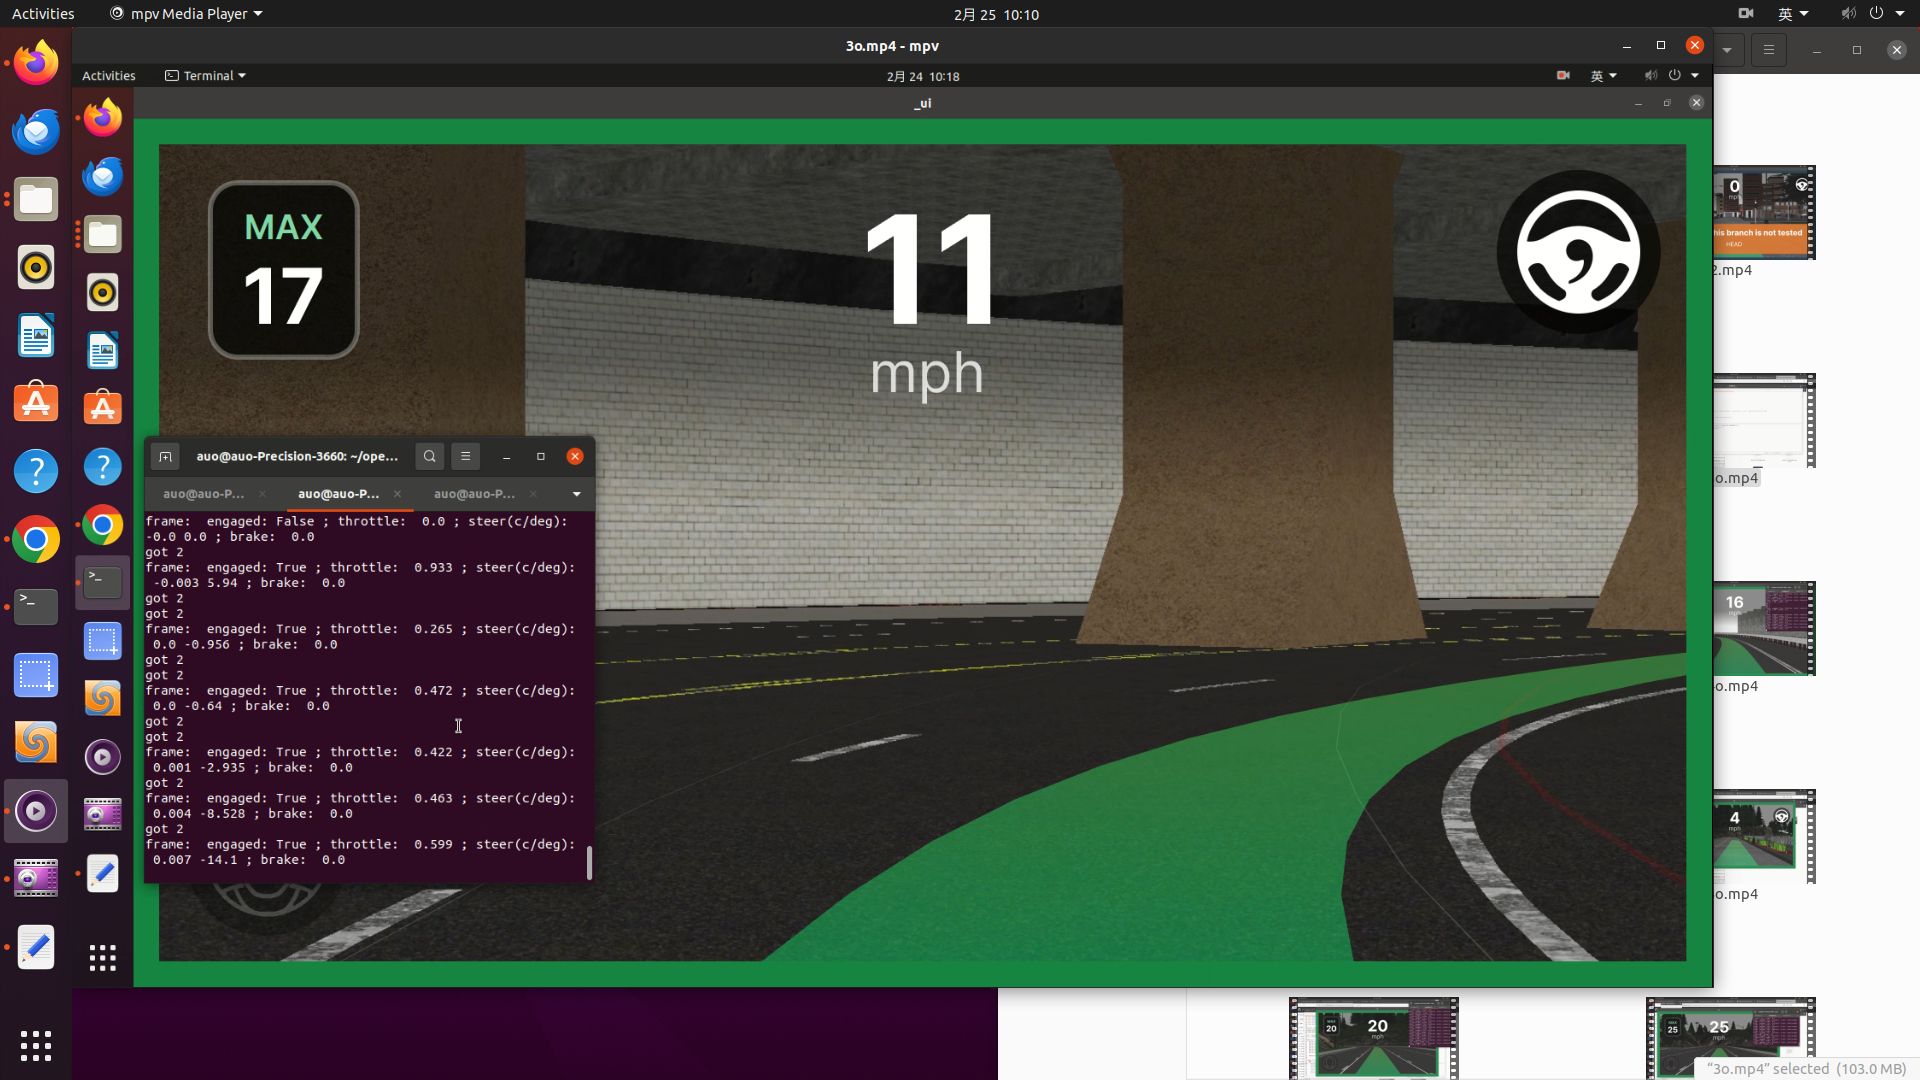 Activities
mpv Media Player
2月 25 10:10
英
3o.mp4 - mpv
Activities
Terminal
2月 24 10:18
英
_ui
MAX
17
11
mph
auo@auo-Precision-3660: ~/ope...
auo@auo-P...
auo@auo-P...
auo@auo-P...
frame:  engaged: False ; throttle:  0.0 ; steer(c/deg):
-0.0 0.0 ; brake:  0.0
got 2
frame:  engaged: True ; throttle:  0.933 ; steer(c/deg):
-0.003 5.94 ; brake:  0.0
got 2
got 2
frame:  engaged: True ; throttle:  0.265 ; steer(c/deg):
0.0 -0.956 ; brake:  0.0
got 2
got 2
frame:  engaged: True ; throttle:  0.472 ; steer(c/deg):
0.0 -0.64 ; brake:  0.0
got 2
got 2
frame:  engaged: True ; throttle:  0.422 ; steer(c/deg):
0.001 -2.935 ; brake:  0.0
got 2
frame:  engaged: True ; throttle:  0.463 ; steer(c/deg):
0.004 -8.528 ; brake:  0.0
got 2
frame:  engaged: True ; throttle:  0.599 ; steer(c/deg):
0.007 -14.1 ; brake:  0.0
0
his branch is not tested
HEAD
2.mp4
o.mp4
16
mph
o.mp4
4
mph
o.mp4
MAX
20
20
mph
MAX
25
25
mph
"3o.mp4" selected (103.0 MB)